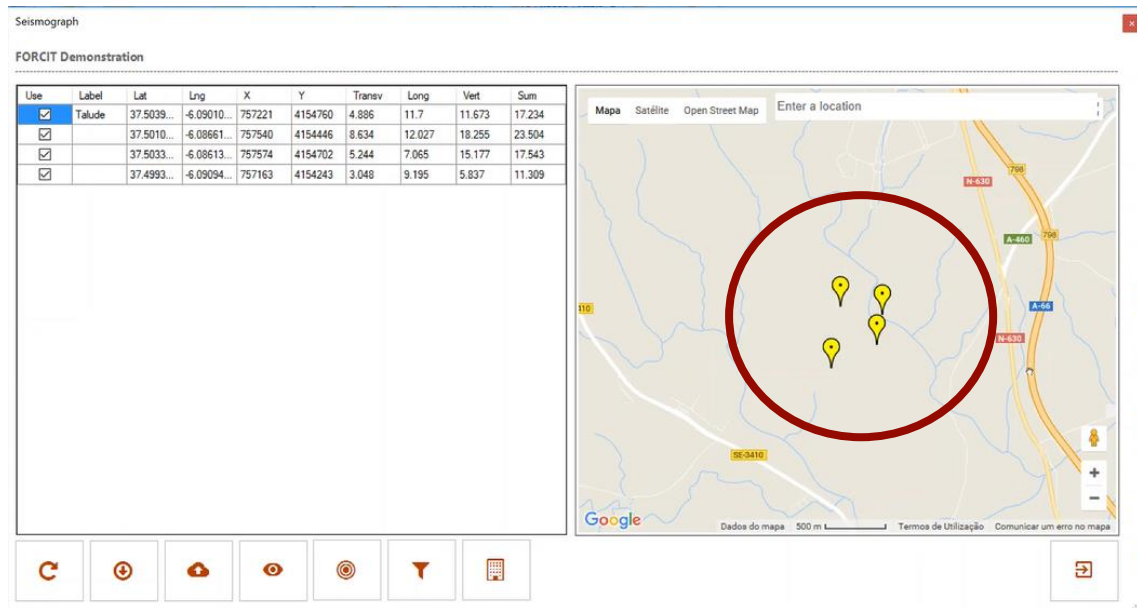 Seismograph
FORCIT Demonstration
Use Label Lat Lng X Y Transv Long Vert Sum
Talude 37.5039... -6.09010... 757221 4154760 4.886 11.7 11.673 17.234
37.5010... -6.08661... 757540 4154446 8.634 12.027 18.255 23.504
37.5033... -6.08613... 757574 4154702 5.244 7.065 15.177 17.543
37.4993... -6.09094... 757163 4154243 3.048 9.195 5.837 11.309
Mapa Satélite Open Street Map Enter a location
798
N-630
A-460 798
410 A-66
N-630
SE-3410
Google Dados do mapa 500 m Termos de Utilização Comunicar um erro no mapa